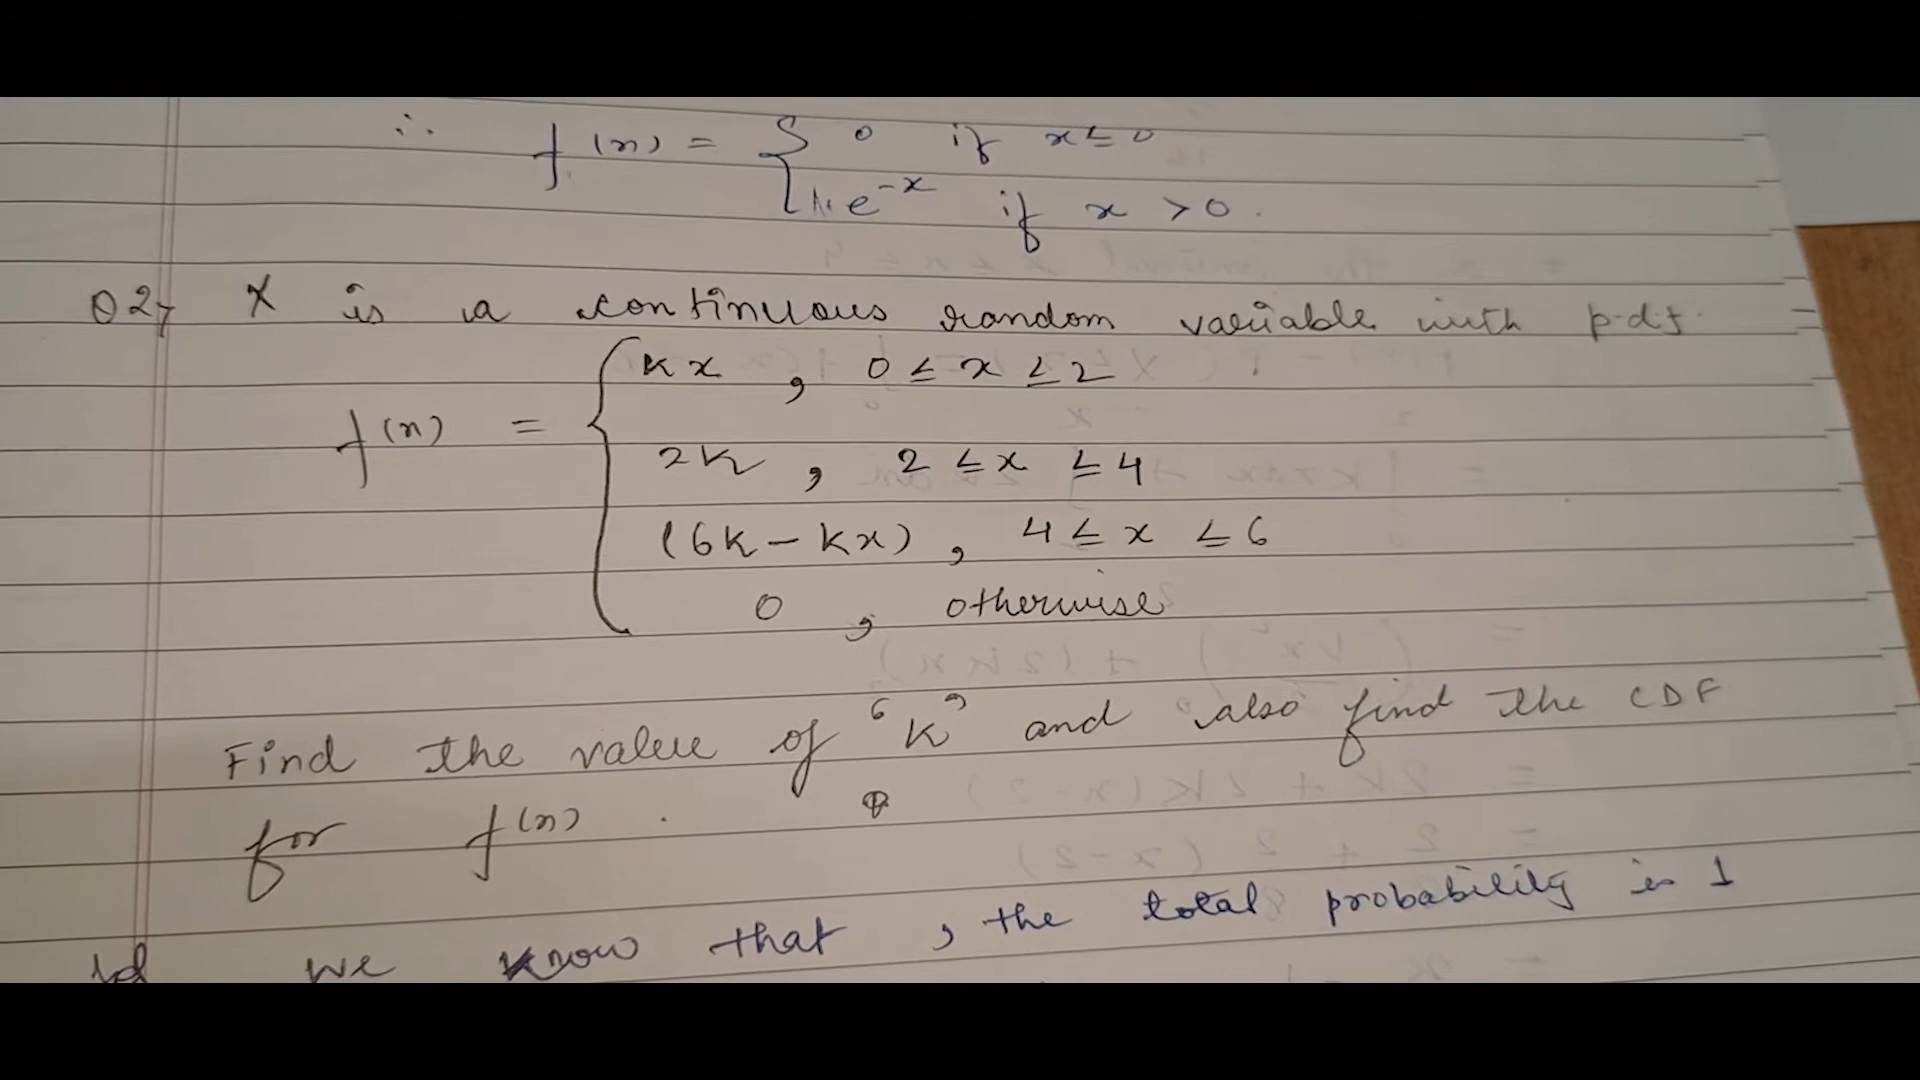 ∴ f(x) = { 0 if x ≤ 0
e^-x if x > 0.
Q2, X is a continuous random variable with p.d.f.
kx , 0 ≤ x ≤ 2
f(x) = {
2k , 2 ≤ x ≤ 4
(6k - kx) , 4 ≤ x ≤ 6
0 , otherwise
Find the value of 'k' and also find the CDF
for f(x).
we know that, the total probability is 1